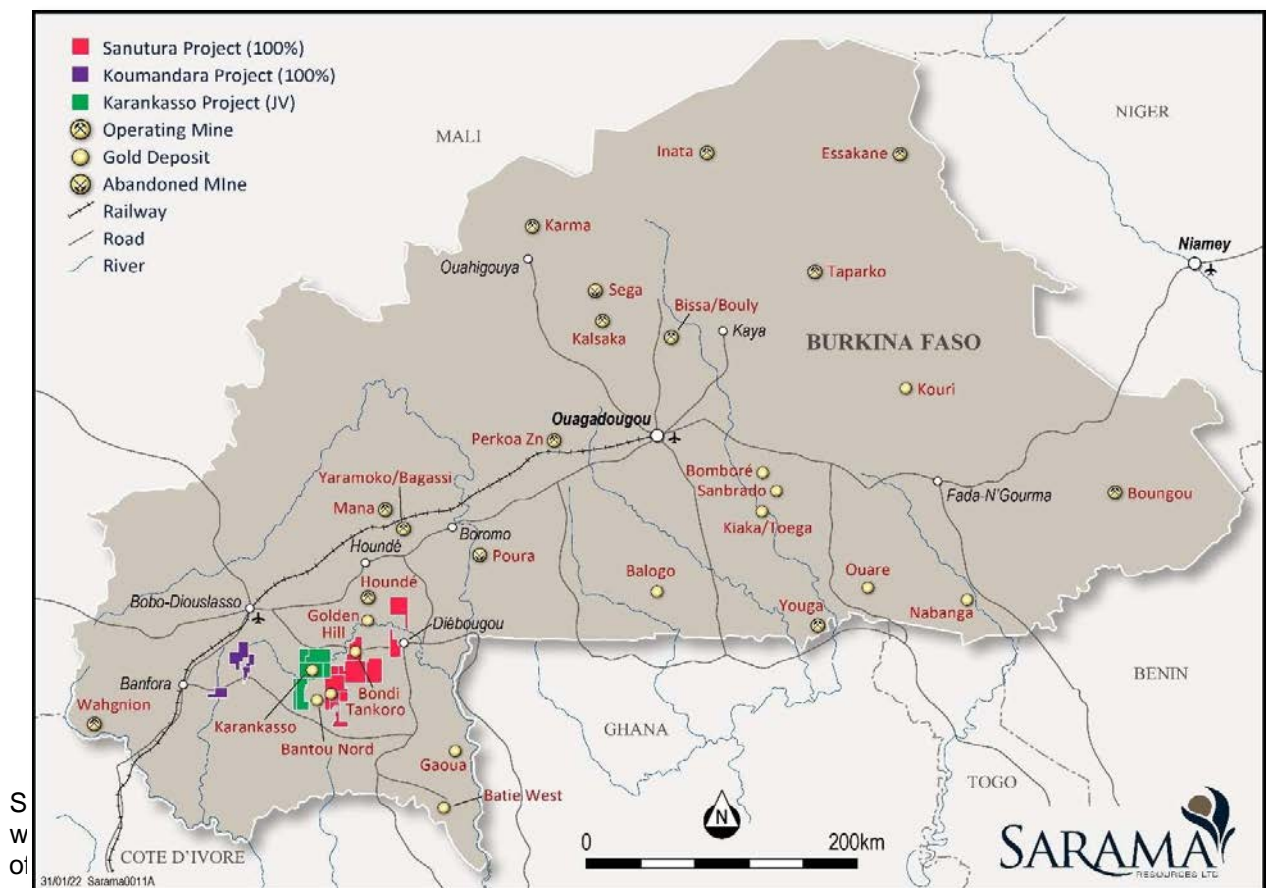 Sanutura Project (100%)
Koumandara Project (100%)
Karankasso Project (JV)
Operating Mine
Gold Deposit
Abandoned MIne
Railway
Road
River
MALI
NIGER
Inata
Essakane
Karma
Niamey
Ouahigouya
Taparko
Sega
Bissa/Bouly
Kalsaka
Kaya
BURKINA FASO
Kouri
Ouagadougou
Perkoa Zn
Bomboré
Yaramoko/Bagassi
Sanbrado
Fada-N'Gourma
Boungou
Mana
Kiaka/Toega
Boromo
Houndé
Poura
Balogo
Ouare
Houndé
Bobo-Diouslasso
Golden
Hill
Dièbougou
Youga
Nabanga
BENIN
Banfora
Bondi
Wahgnion
Tankoro
Karankasso
GHANA
Bantou Nord
Gaoua
TOGO
Batie West
N
0 200km
COTE D'IVORE
SARAMA
RESOURCES LTD
31/01/22 Sarama0011A
S
w
of